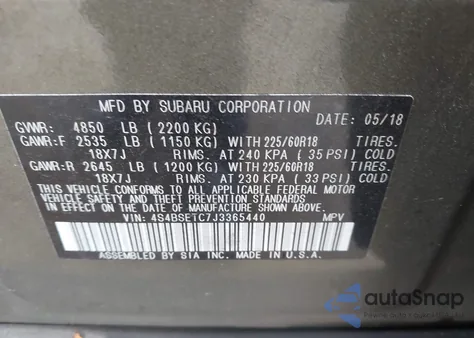 MFD BY SUBARU CORPORATION DATE: 05/18
GVWR: 4850 LB (2200 KG)
GAWR:F 2535 LB (1150 KG) WITH 225/60R18 TIRES.
18X7J RIMS. AT 240 KPA (35 PSI) COLD
GAWR:R 2645 LB (1200 KG) WITH 225/60R18 TIRES.
18X7J RIMS. AT 230 KPA (33 PSI) COLD
THIS VEHICLE CONFORMS TO ALL APPLICABLE FEDERAL MOTOR
VEHICLE SAFETY, BUMPER, AND THEFT PREVENTION STANDARDS
IN EFFECT ON THE DATE OF MANUFACTURE SHOWN ABOVE.
VIN: 4S4BSETC7J3365440 MPV
ASSEMBLED BY SIA INC. MADE IN U.S.A.
autoSnap